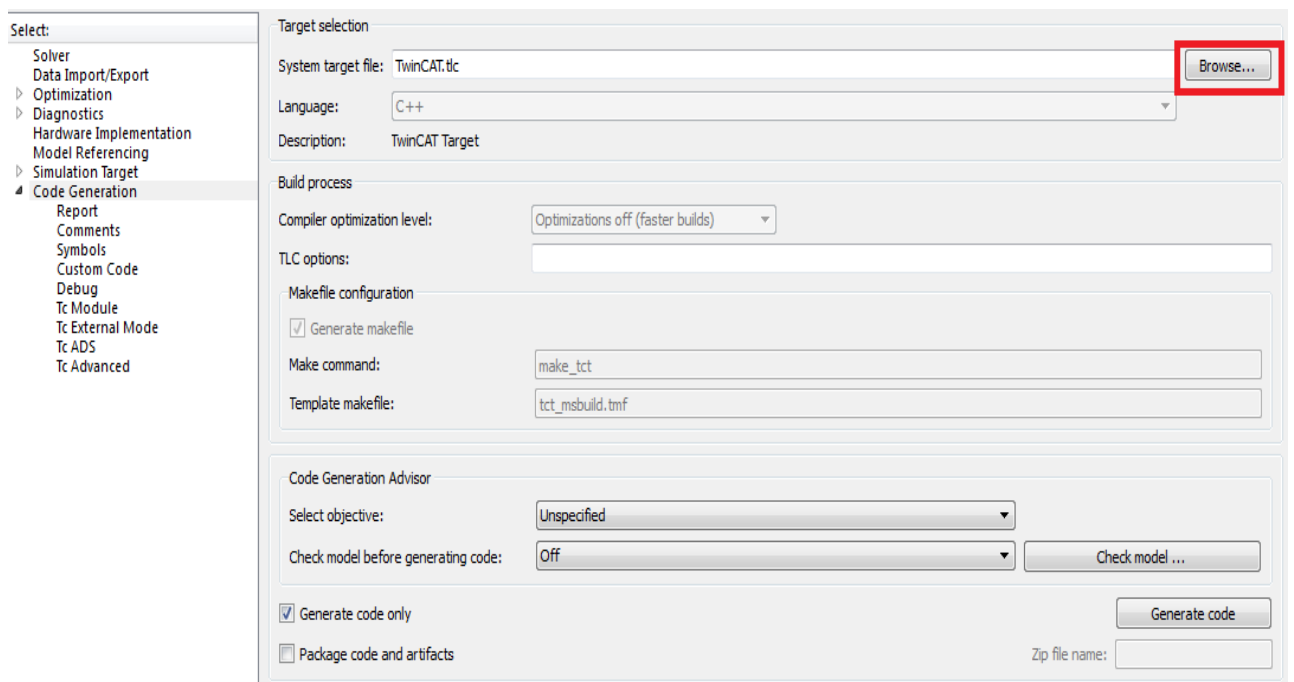 Select:
Solver
Data Import/Export
Optimization
Diagnostics
Hardware Implementation
Model Referencing
Simulation Target
Code Generation
Report
Comments
Symbols
Custom Code
Debug
Tc Module
Tc External Mode
Tc ADS
Tc Advanced
Target selection
System target file: TwinCAT.tlc Browse...
Language: C++
Description: TwinCAT Target
Build process
Compiler optimization level: Optimizations off (faster builds)
TLC options:
Makefile configuration
Generate makefile
Make command: make_tct
Template makefile: tct_msbuild.tmf
Code Generation Advisor
Select objective: Unspecified
Check model before generating code: Off Check model ...
Generate code only Generate code
Package code and artifacts Zip file name: